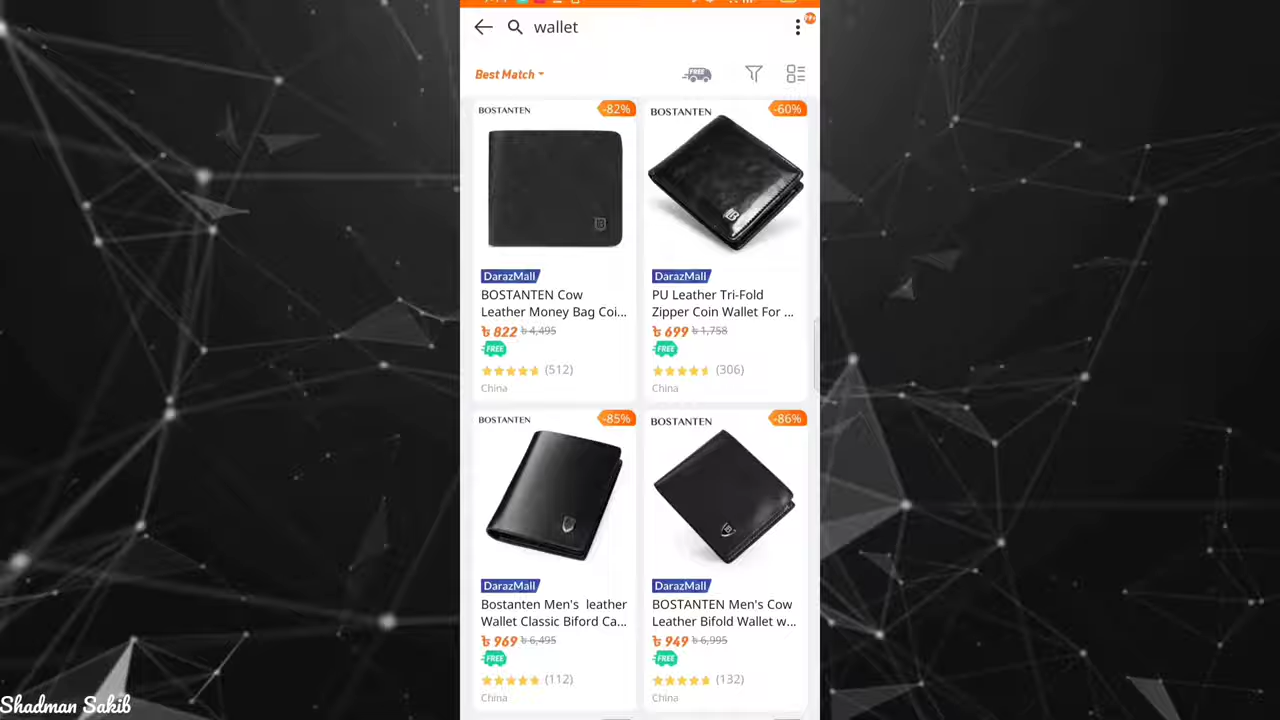 wallet
99+
Best Match
FREE
BOSTANTEN
-82%
DarazMall
BOSTANTEN Cow
Leather Money Bag Coi...
৳ 822 ৳ 4,495
FREE
(512)
China
BOSTANTEN
-60%
B
DarazMall
PU Leather Tri-Fold
Zipper Coin Wallet For ...
৳ 699 ৳ 1,758
FREE
(306)
China
BOSTANTEN
-85%
DarazMall
Bostanten Men's leather
Wallet Classic Biford Ca...
৳ 969 ৳ 6,495
FREE
(112)
China
BOSTANTEN
-86%
B
DarazMall
BOSTANTEN Men's Cow
Leather Bifold Wallet w...
৳ 949 ৳ 6,995
FREE
(132)
China
Shadman Sakib